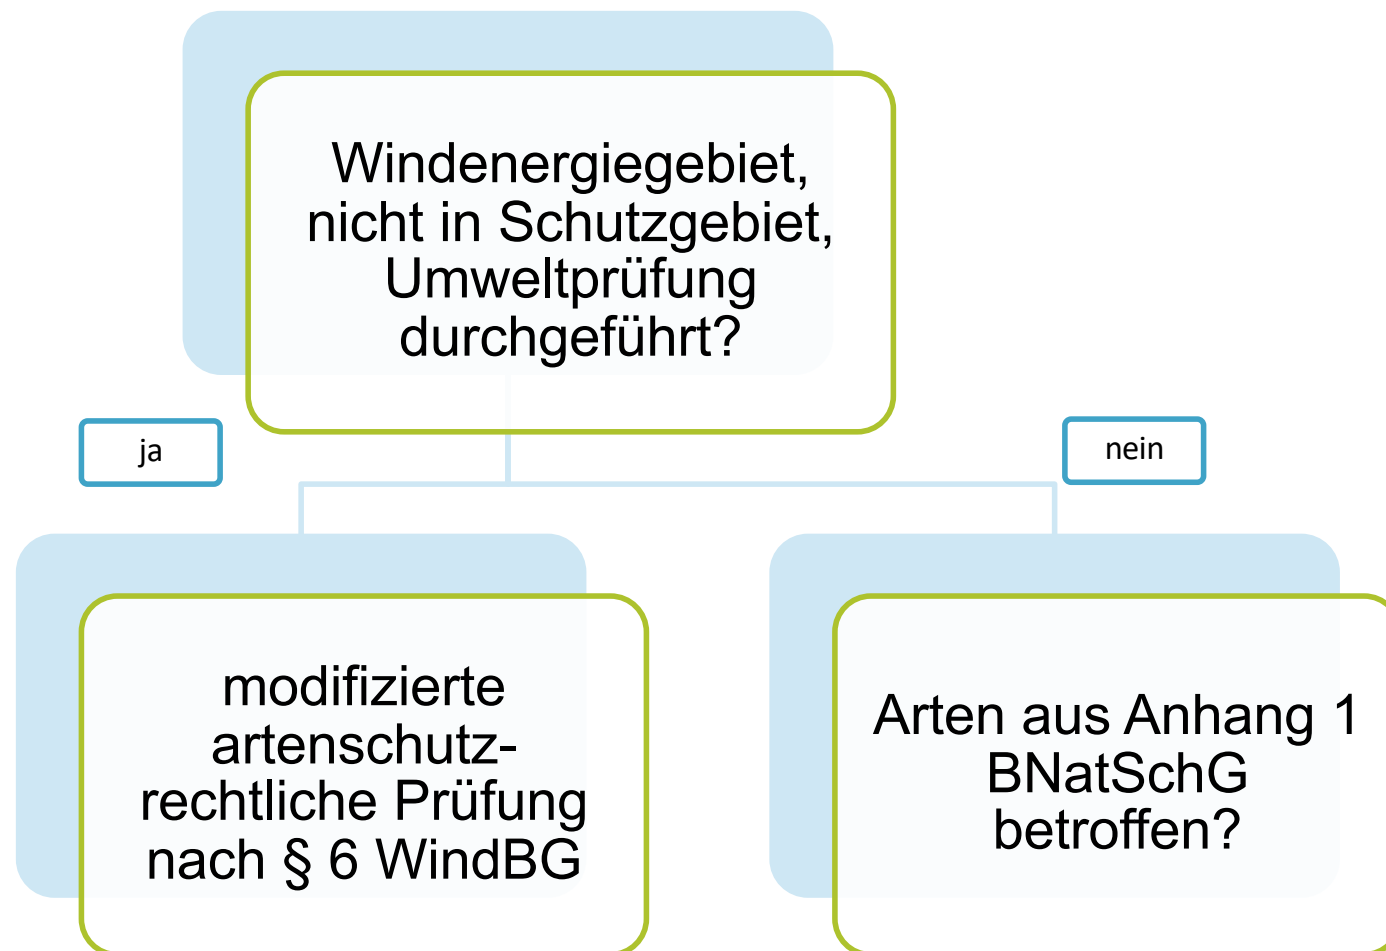 Windenergiegebiet,
nicht in Schutzgebiet,
Umweltprüfung
durchgeführt?
ja
nein
modifizierte
artenschutz-
rechtliche Prüfung
nach § 6 WindBG
Arten aus Anhang 1
BNatSchG
betroffen?